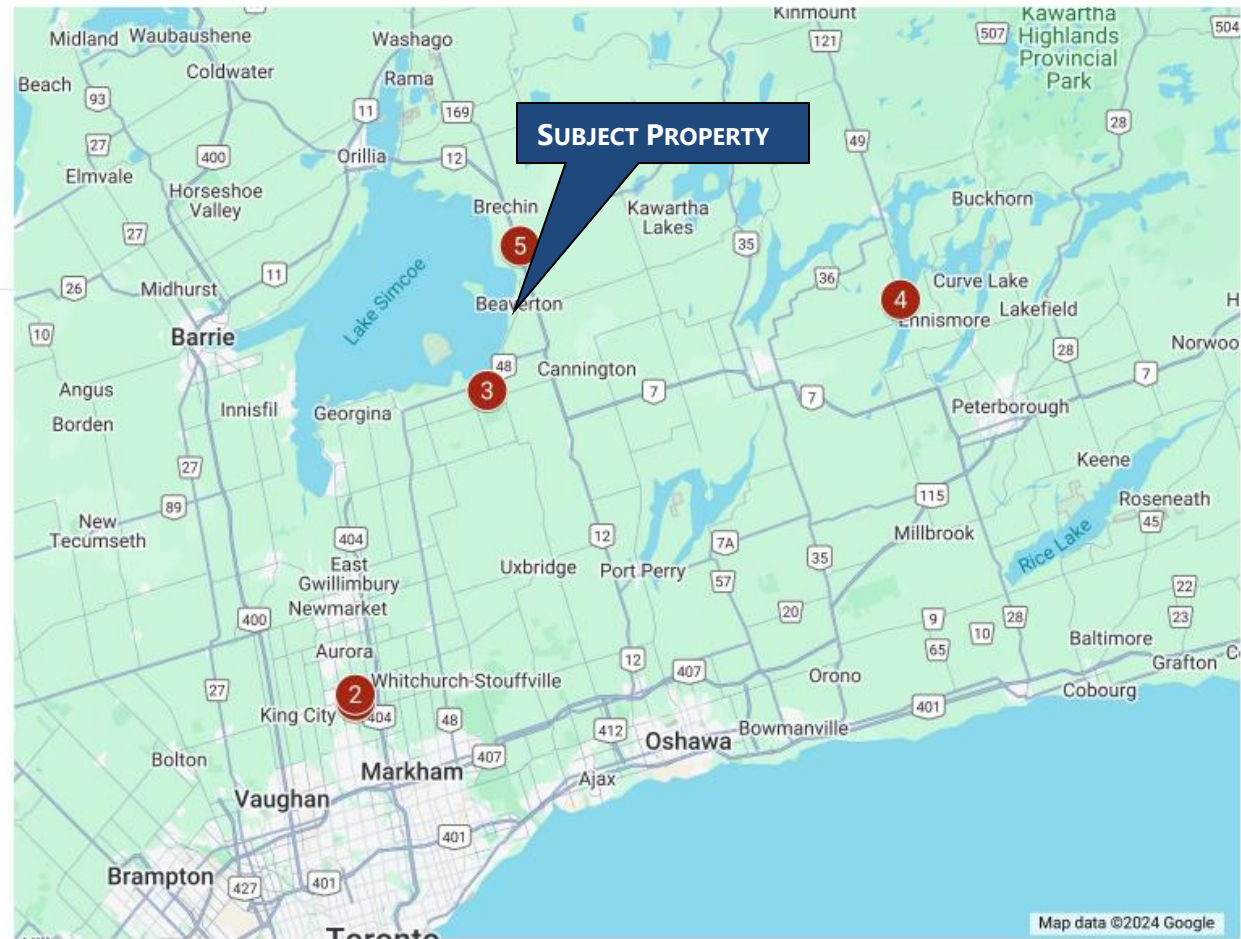 Kinmount
Kawartha
Highlands
Provincial
Park
504
507
121
Midland
Waubaushene
Washago
Coldwater
Rama
Beach
93
11
169
28
SUBJECT PROPERTY
27
400
Orillia
12
49
Elmvale
Horseshoe
Valley
Buckhorn
Brechin
Kawartha
Lakes
27
5
35
11
36
Curve Lake
26
Midhurst
Lake Simcoe
Beaverton
4
Ennismore
Lakefield
10
Barrie
H
28
Norwoo
48
Cannington
3
7
7
7
Angus
Innisfil
Georgina
Peterborough
Borden
27
Keene
115
Roseneath
89
45
New
Tecumseth
404
12
7A
35
Millbrook
Rice Lake
East
Gwillimbury
Uxbridge
Port Perry
57
22
Newmarket
20
9
28
23
400
10
Baltimore
65
Aurora
12
407
Grafton
Co
27
2
Whitchurch-Stouffville
Orono
Cobourg
King City
404
48
401
412
Bowmanville
Bolton
407
Oshawa
Markham
Ajax
Vaughan
401
Brampton
427
401
Toronto
Map data ©2024 Google